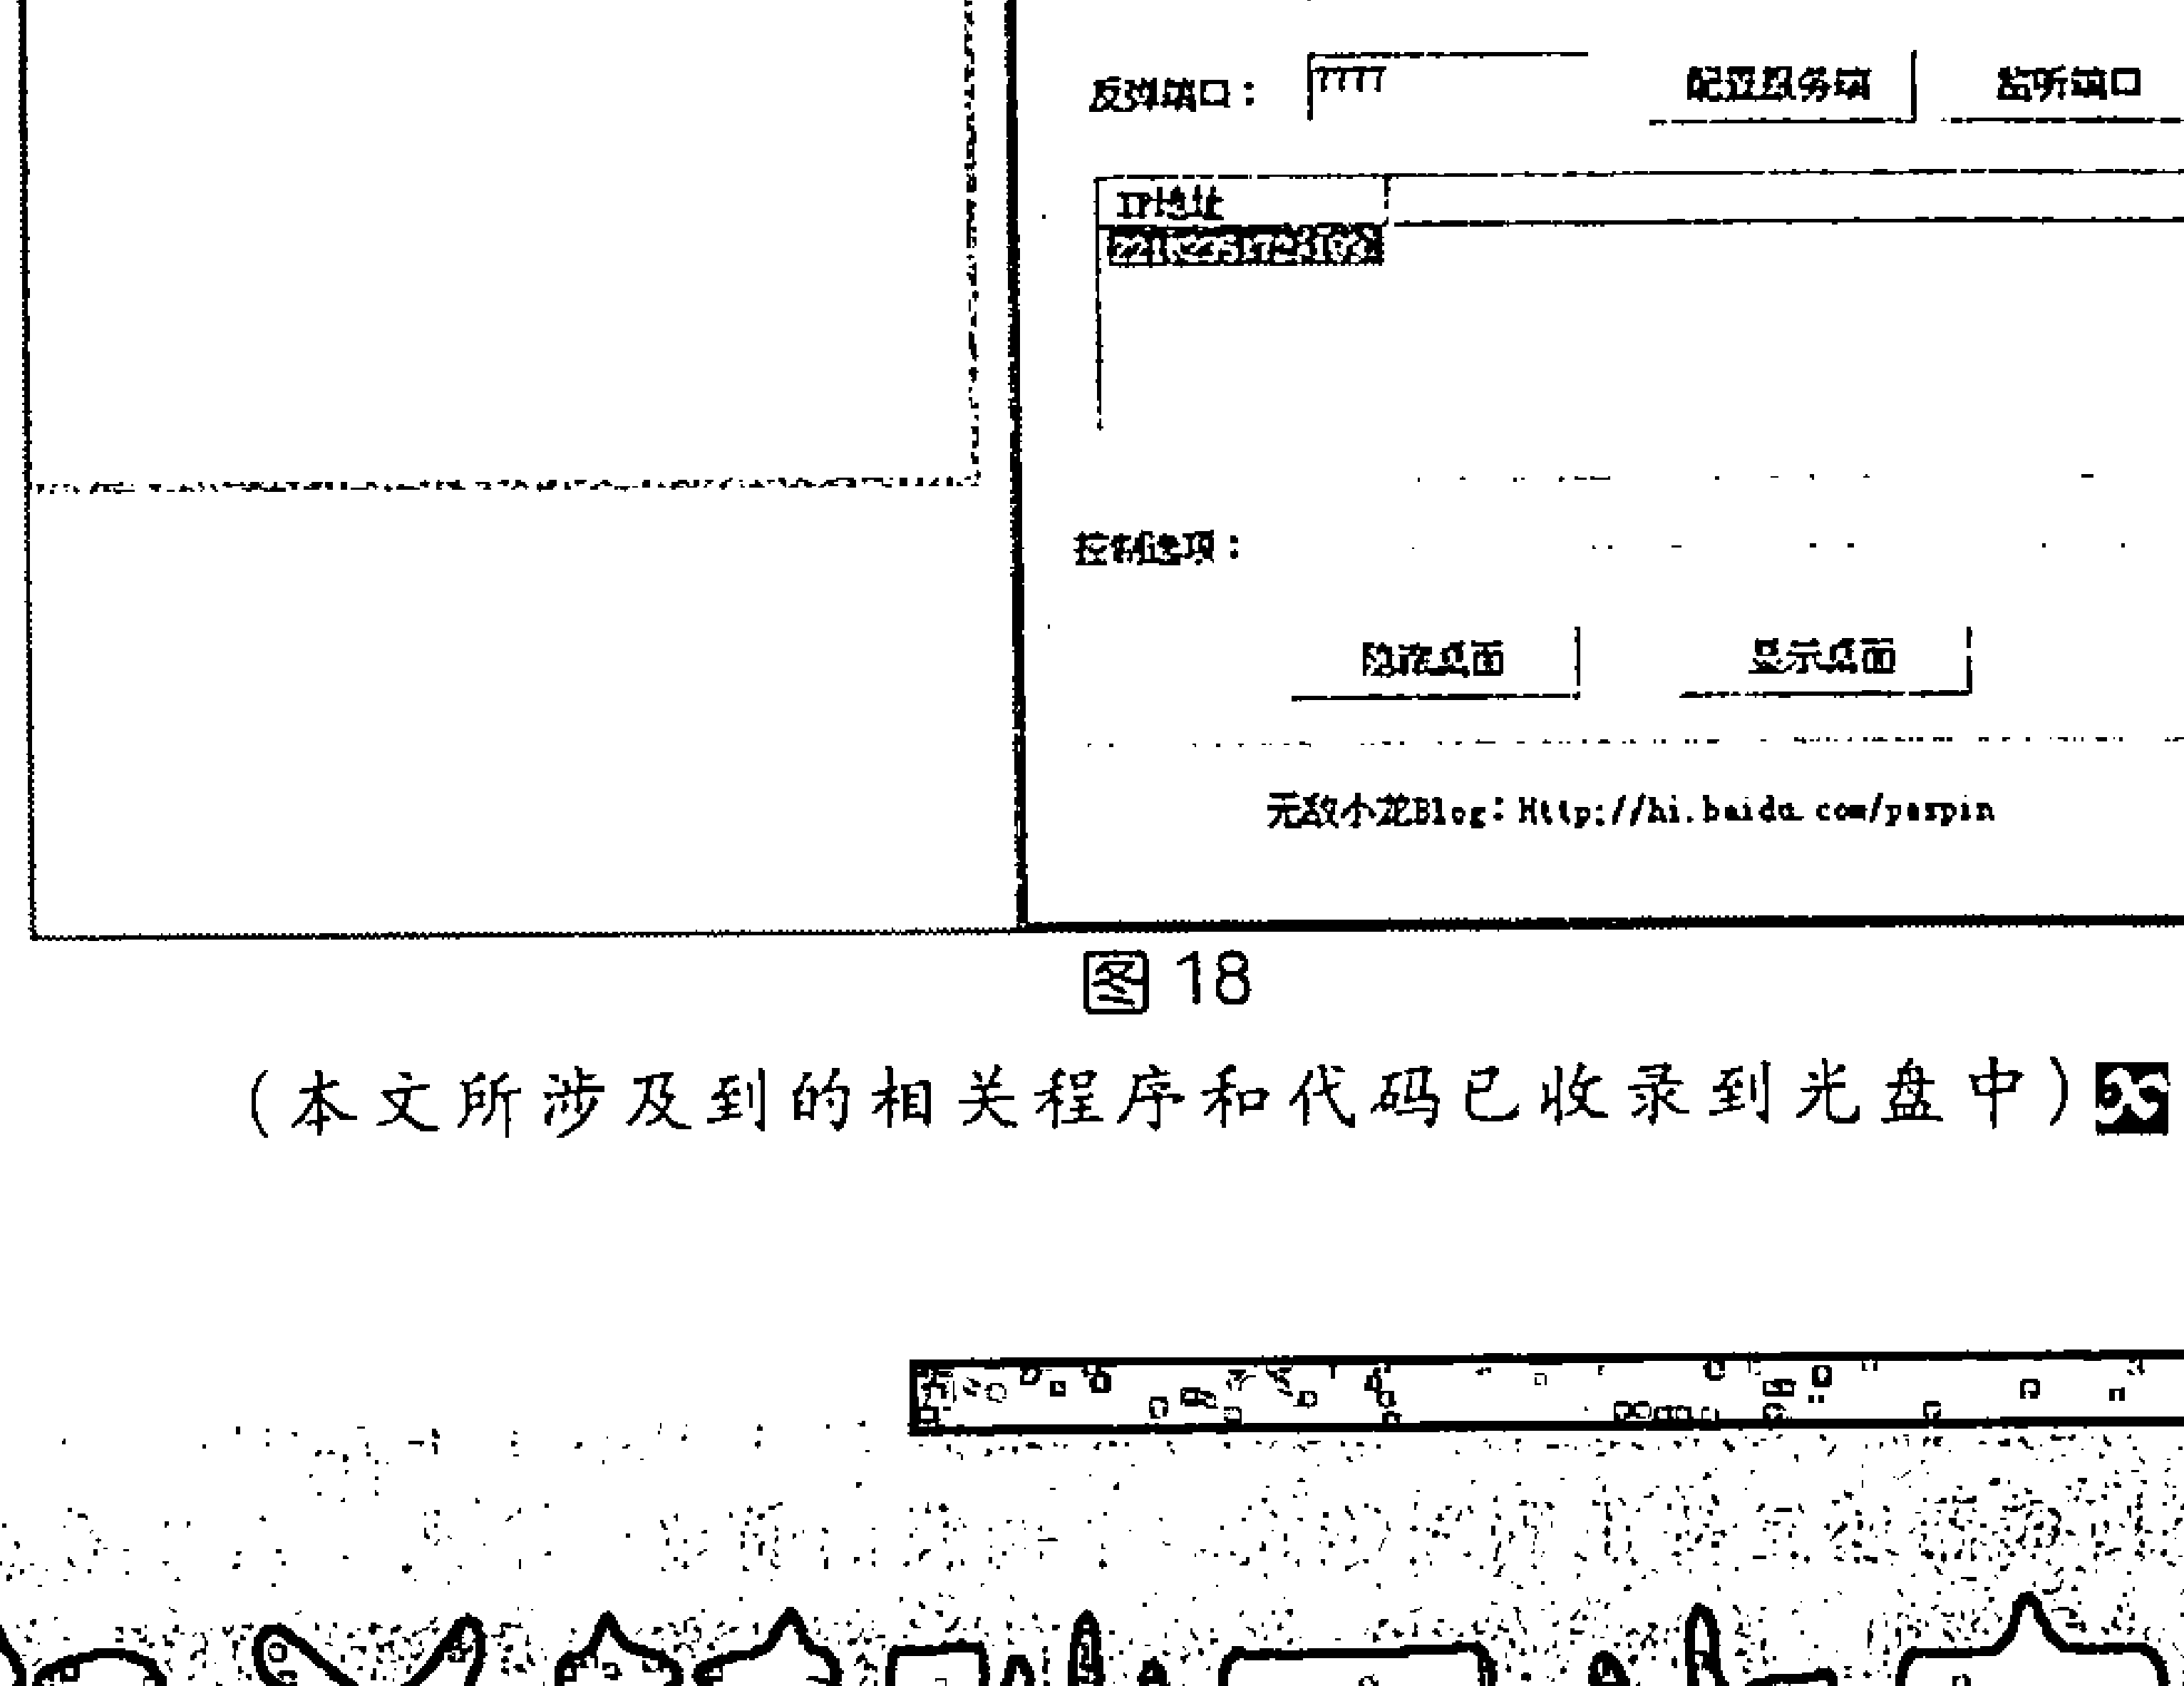 反弹端口： 7777 配置服务端 监听端口
IP地址
控制选项：
隐藏桌面 显示桌面
无敌小龙Blog：Http://hi.baidu.com/perpin
图 18
（本文所涉及到的相关程序和代码已收录到光盘中）